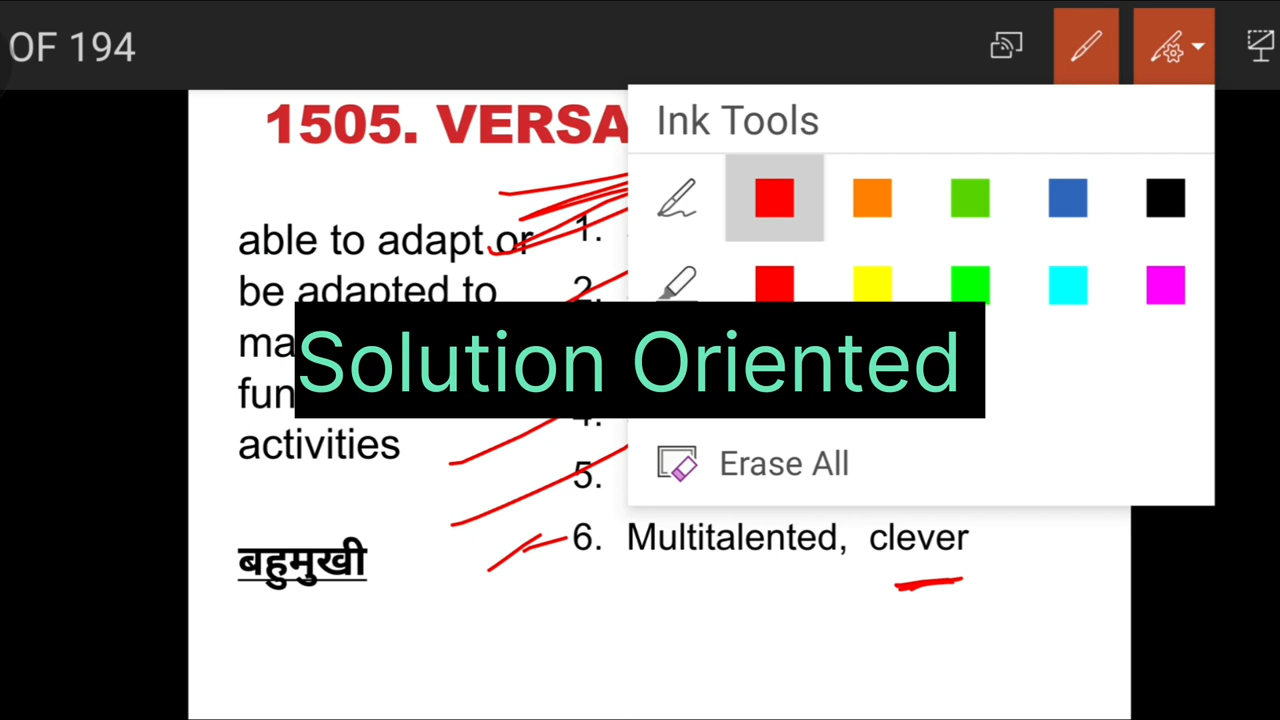 OF 194
Ink Tools
1505. VERSA
able to adapt or
be adapted to
ma
fun
activities
बहुमुखी
1.
2.
4.
5.
6. Multitalented, clever
Solution Oriented
Erase All